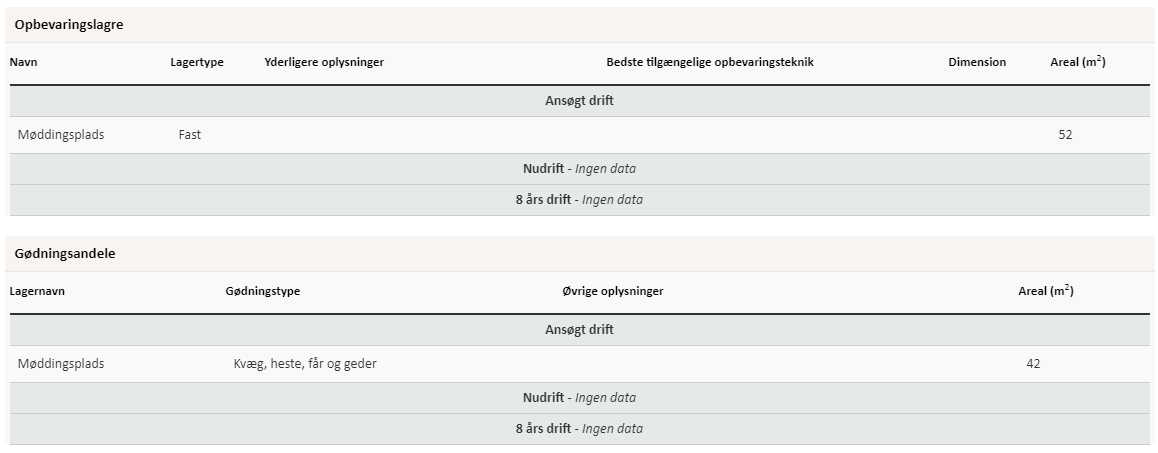 Opbevaringslagre
Navn Lagertype Yderligere oplysninger Bedste tilgængelige opbevaringsteknik Dimension Areal (m²)
Ansøgt drift
Møddingsplads Fast 52
Nudrift - Ingen data
8 års drift - Ingen data
Gødningsandele
Lagernavn Gødningstype Øvrige oplysninger Areal (m²)
Ansøgt drift
Møddingsplads Kvæg, heste, får og geder 42
Nudrift - Ingen data
8 års drift - Ingen data